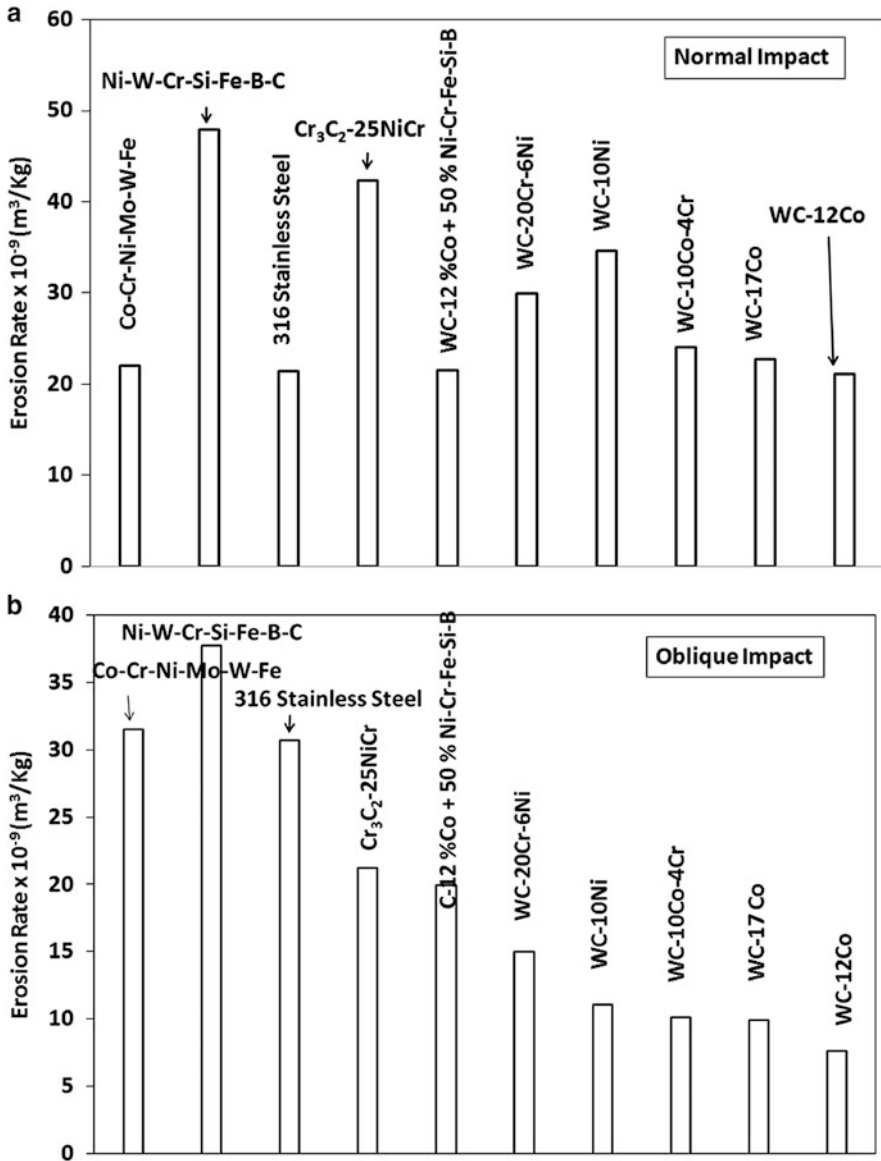 a
60
50
40
30
20
10
0
Erosion Rate x 10⁻⁹ (m³/Kg)
Normal Impact
Co-Cr-Ni-Mo-W-Fe
Ni-W-Cr-Si-Fe-B-C
316 Stainless Steel
Cr₃C₂-25NiCr
WC-12 %Co + 50 % Ni-Cr-Fe-Si-B
WC-20Cr-6Ni
WC-10Ni
WC-10Co-4Cr
WC-17Co
WC-12Co
b
40
35
30
25
20
15
10
5
0
Erosion Rate x 10⁻⁹ (m³/Kg)
Oblique Impact
Ni-W-Cr-Si-Fe-B-C
Co-Cr-Ni-Mo-W-Fe
316 Stainless Steel
Cr₃C₂-25NiCr
C-12 %Co + 50 % Ni-Cr-Fe-Si-B
WC-20Cr-6Ni
WC-10Ni
WC-10Co-4Cr
WC-17Co
WC-12Co